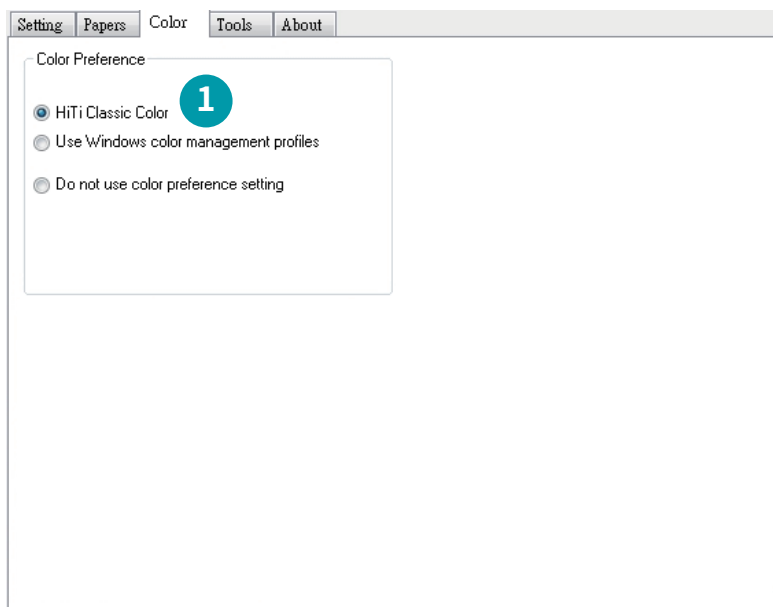 Setting Papers Color Tools About
Color Preference
HiTi Classic Color 1
Use Windows color management profiles
Do not use color preference setting